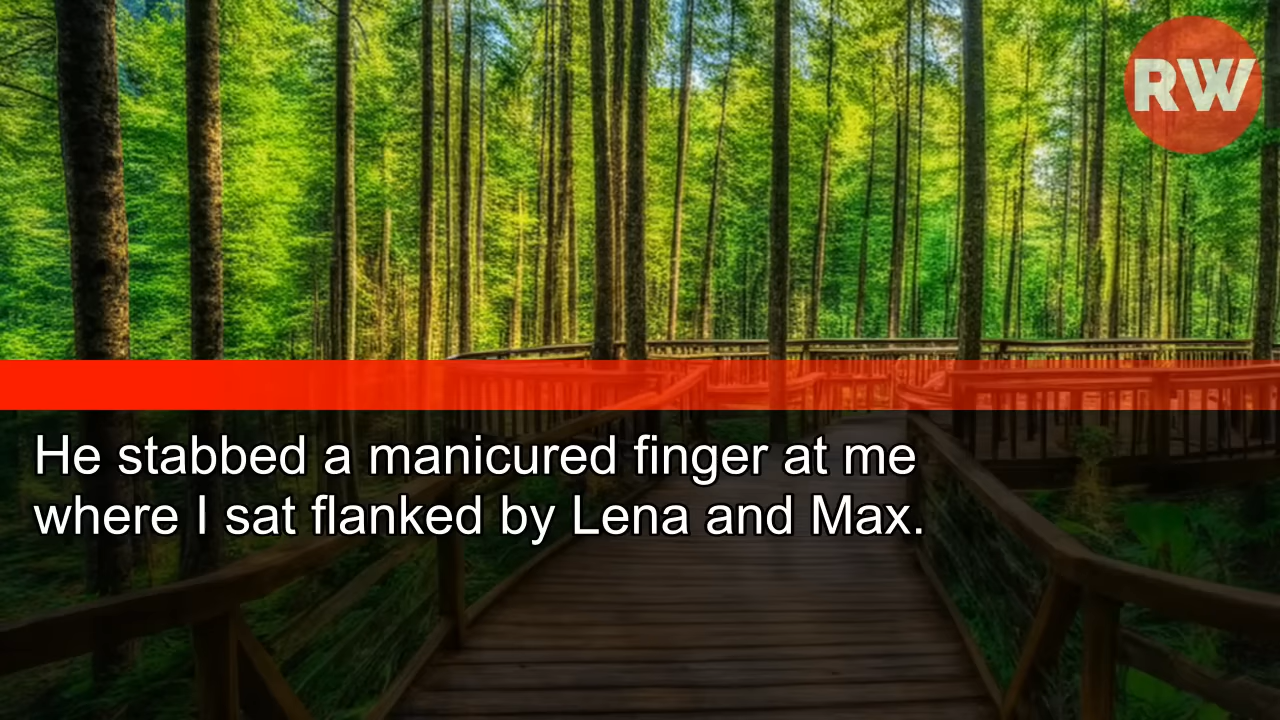 RW
He stabbed a manicured finger at me
where I sat flanked by Lena and Max.